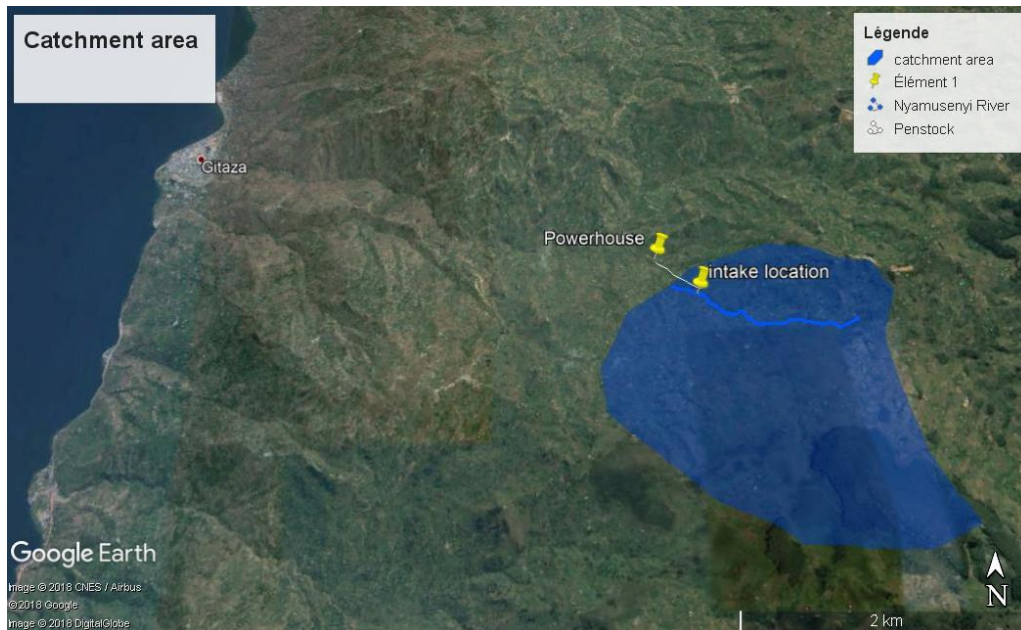 Catchment area
Légende
catchment area
Élément 1
Nyamusenyi River
Penstock
Gitaza
Powerhouse
intake location
Google Earth
Image © 2018 CNES / Airbus
© 2018 Google
Image © 2018 DigitalGlobe
N
2 km